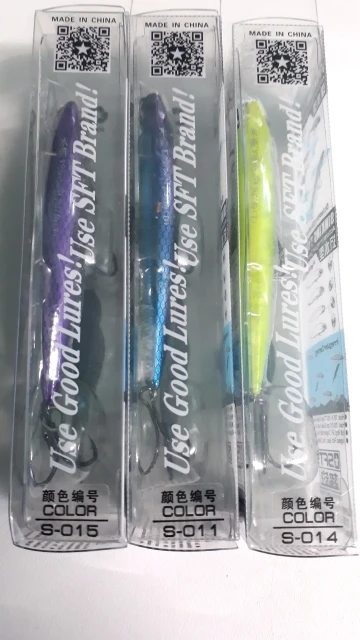 MADE IN CHINA
Use Good Lures! Use SFT Brand!
颜色编号
COLOR
S-015
MADE IN CHINA
Use Good Lures! Use SFT Brand!
颜色编号
COLOR
S-011
MADE IN CHINA
Use Good Lures! Use SFT Brand!
颜色编号
COLOR
S-014